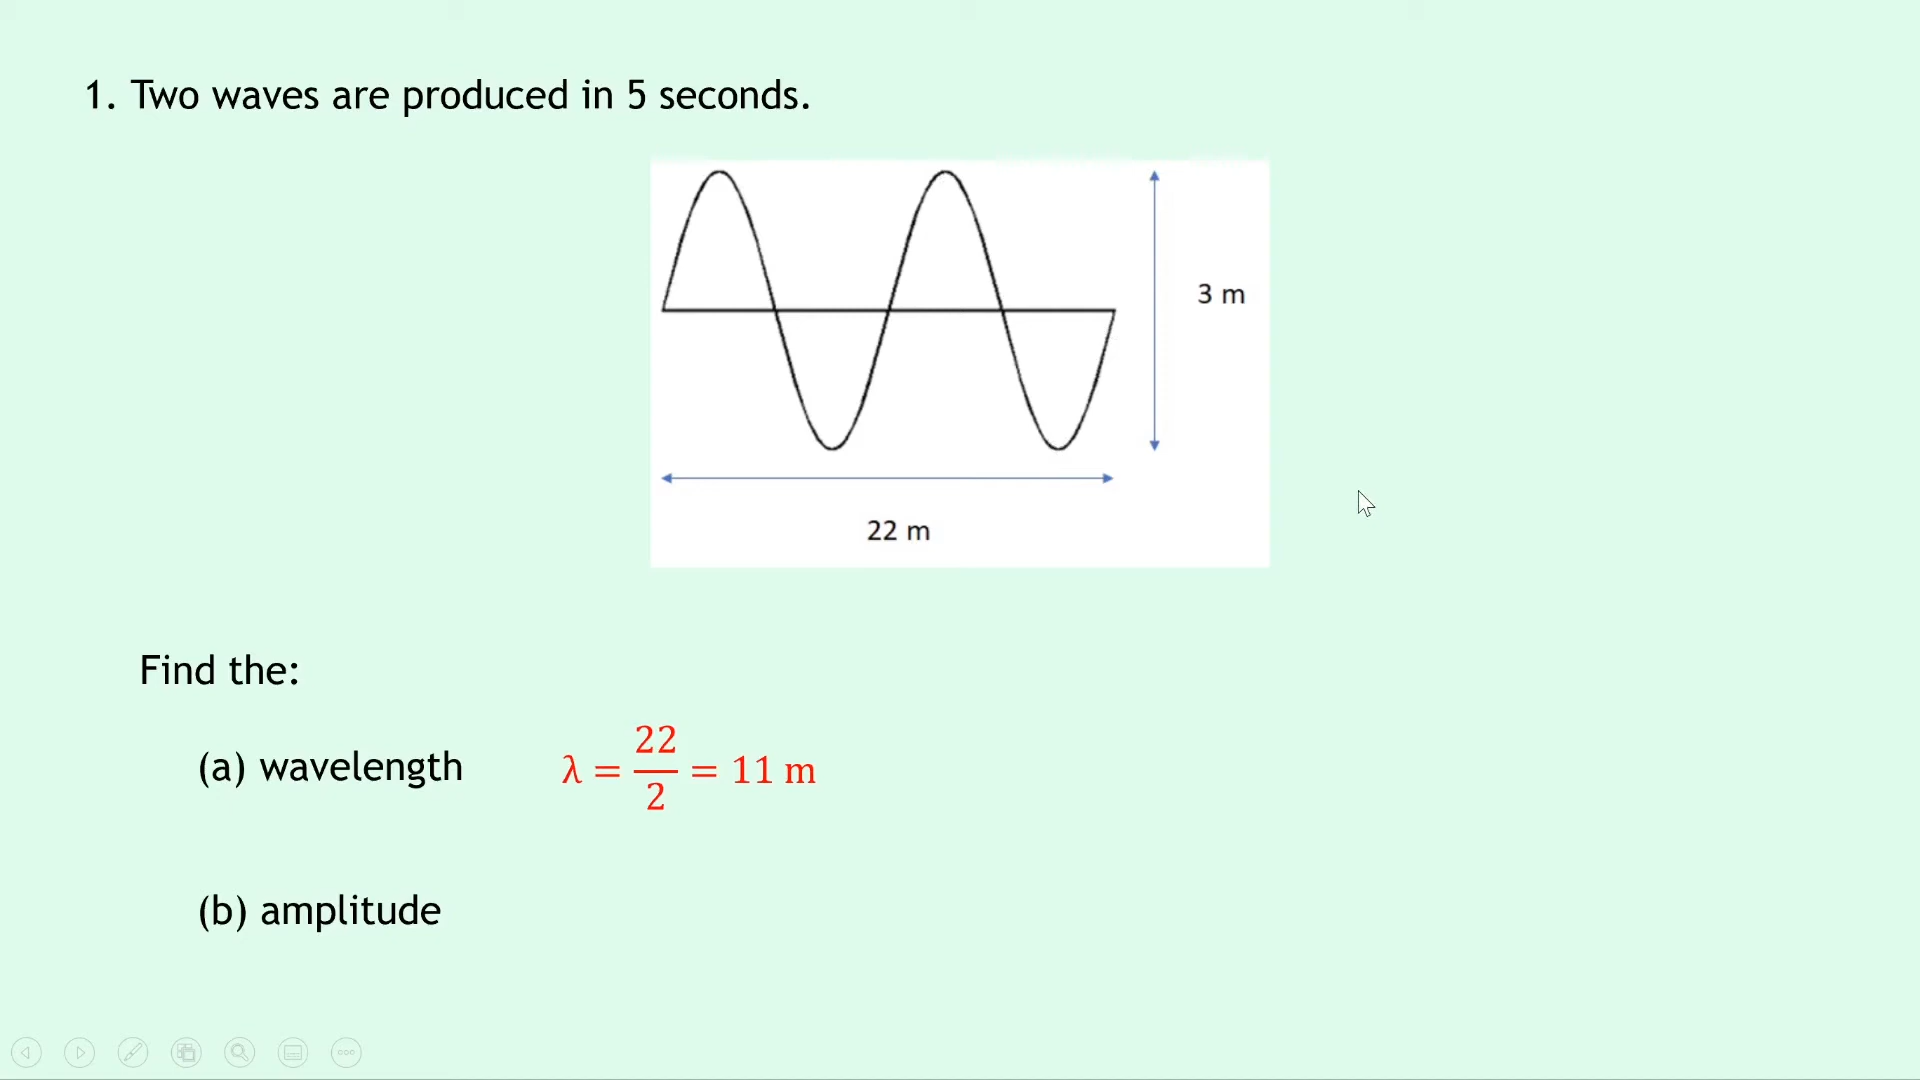 1. Two waves are produced in 5 seconds.
3 m
22 m
Find the:
(a) wavelength λ = 22/2 = 11 m
(b) amplitude